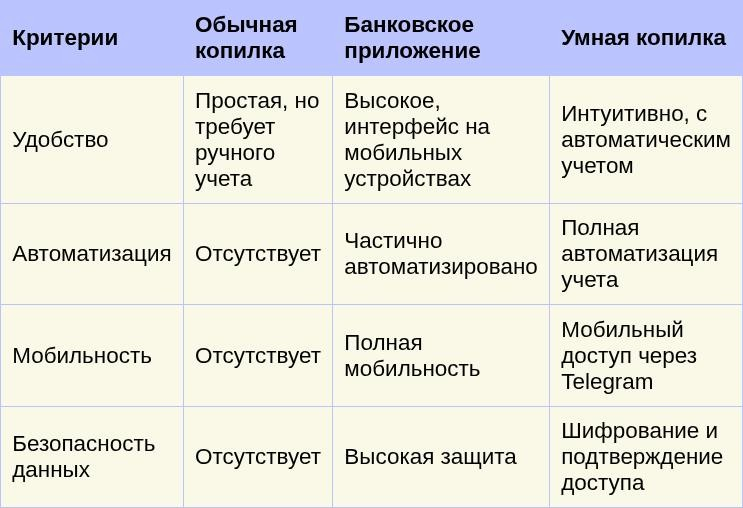 Критерии
Обычная
копилка
Банковское
приложение
Умная копилка
Удобство
Простая, но
требует
ручного
учета
Высокое,
интерфейс на
мобильных
устройствах
Интуитивно, с
автоматическим
учетом
Автоматизация
Отсутствует
Частично
автоматизировано
Полная
автоматизация
учета
Мобильность
Отсутствует
Полная
мобильность
Мобильный
доступ через
Telegram
Безопасность
данных
Отсутствует
Высокая защита
Шифрование и
подтверждение
доступа